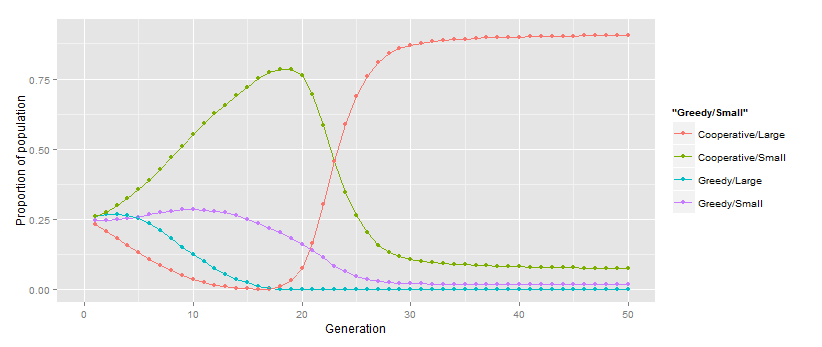 Proportion of population
0.75
0.50
0.25
0.00
0
10
20
30
40
50
Generation
"Greedy/Small"
Cooperative/Large
Cooperative/Small
Greedy/Large
Greedy/Small